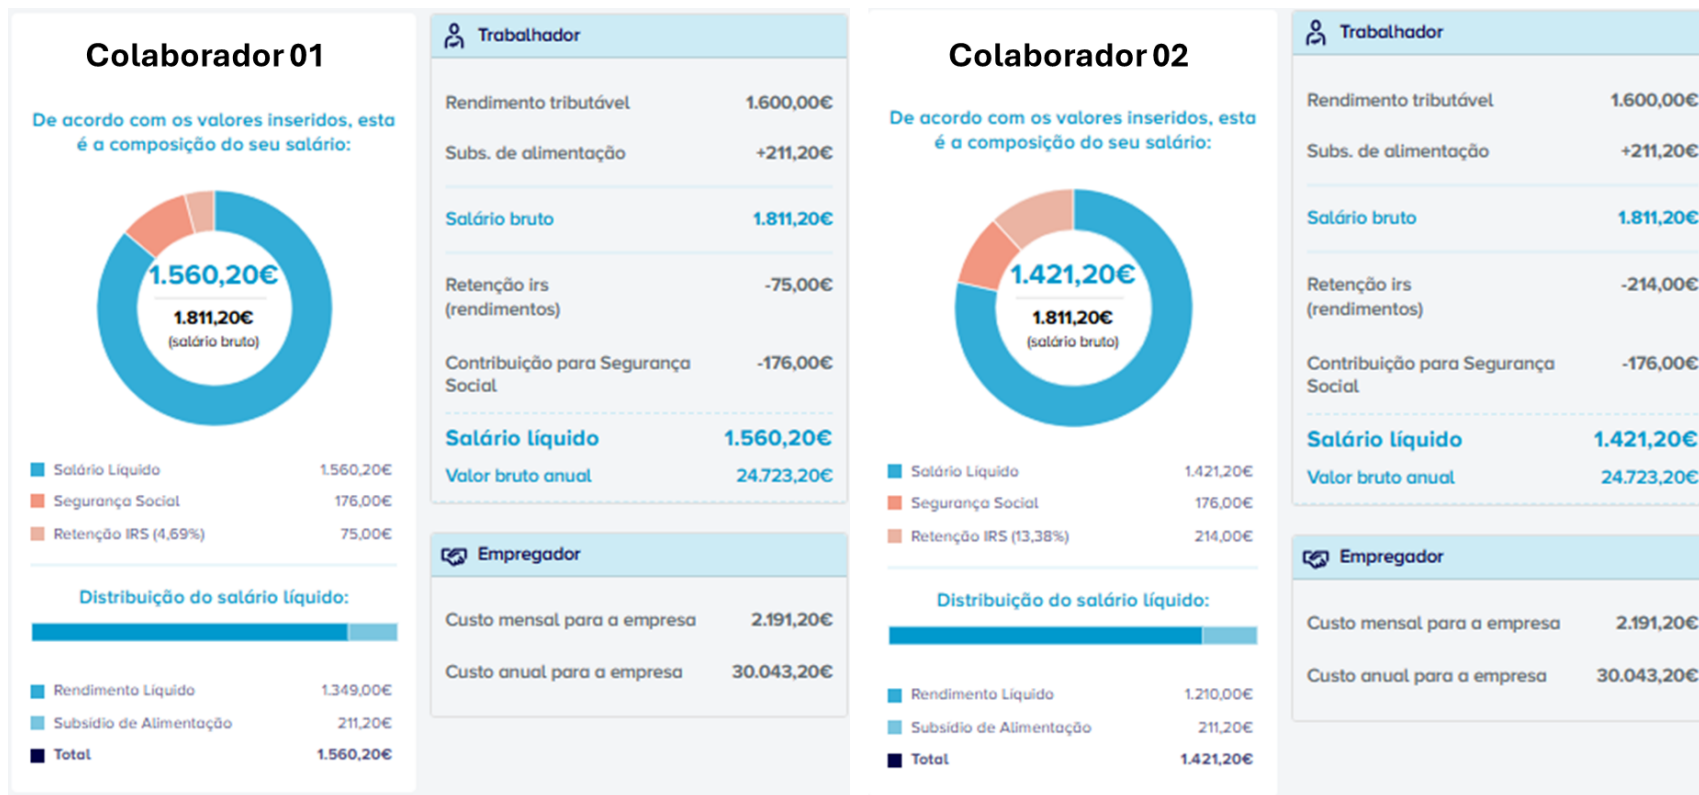 Colaborador 01
De acordo com os valores inseridos, esta
é a composição do seu salário:
1.560,20€
1.811,20€
(salário bruto)
Salário Líquido 1.560,20€
Segurança Social 176,00€
Retenção IRS (4,69%) 75,00€
Distribuição do salário líquido:
Rendimento Líquido 1.349,00€
Subsídio de Alimentação 211,20€
Total 1.560,20€
Trabalhador
Rendimento tributável 1.600,00€
Subs. de alimentação +211,20€
Salário bruto 1.811,20€
Retenção irs -75,00€
(rendimentos)
Contribuição para Segurança -176,00€
Social
Salário líquido 1.560,20€
Valor bruto anual 24.723,20€
Empregador
Custo mensal para a empresa 2.191,20€
Custo anual para a empresa 30.043,20€
Colaborador 02
De acordo com os valores inseridos, esta
é a composição do seu salário:
1.421,20€
1.811,20€
(salário bruto)
Salário Líquido 1.421,20€
Segurança Social 176,00€
Retenção IRS (13,38%) 214,00€
Distribuição do salário líquido:
Rendimento Líquido 1.210,00€
Subsídio de Alimentação 211,20€
Total 1.421,20€
Trabalhador
Rendimento tributável 1.600,00€
Subs. de alimentação +211,20€
Salário bruto 1.811,20€
Retenção irs -214,00€
(rendimentos)
Contribuição para Segurança -176,00€
Social
Salário líquido 1.421,20€
Valor bruto anual 24.723,20€
Empregador
Custo mensal para a empresa 2.191,20€
Custo anual para a empresa 30.043,20€